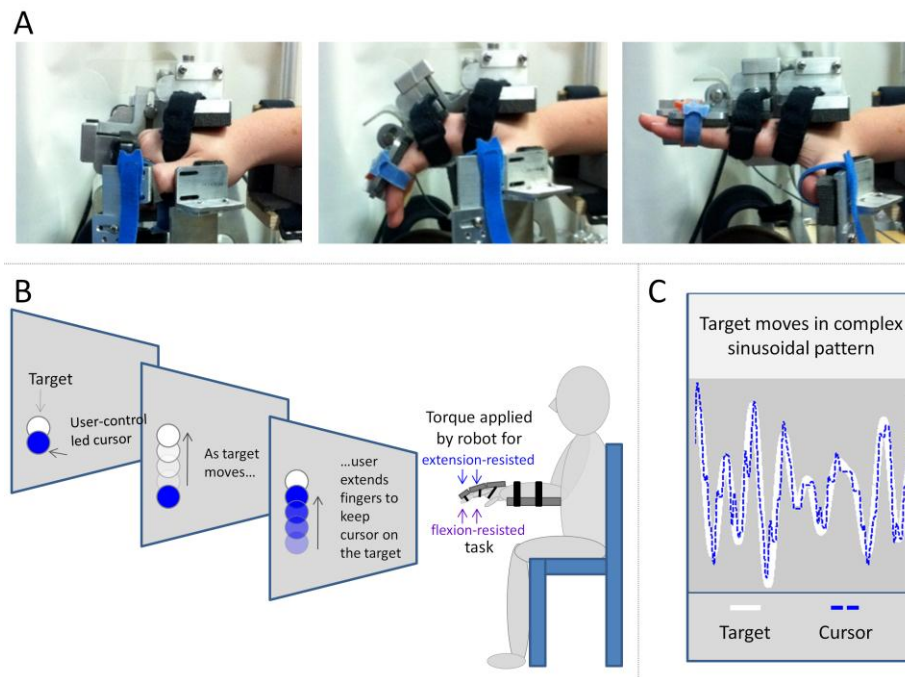 A
B
Target
User-control
led cursor
As target
moves...
...user
extends
fingers to
keep
cursor on
the target
Torque applied
by robot for
extension-resisted
flexion-resisted
task
C
Target moves in complex
sinusoidal pattern
Target
Cursor